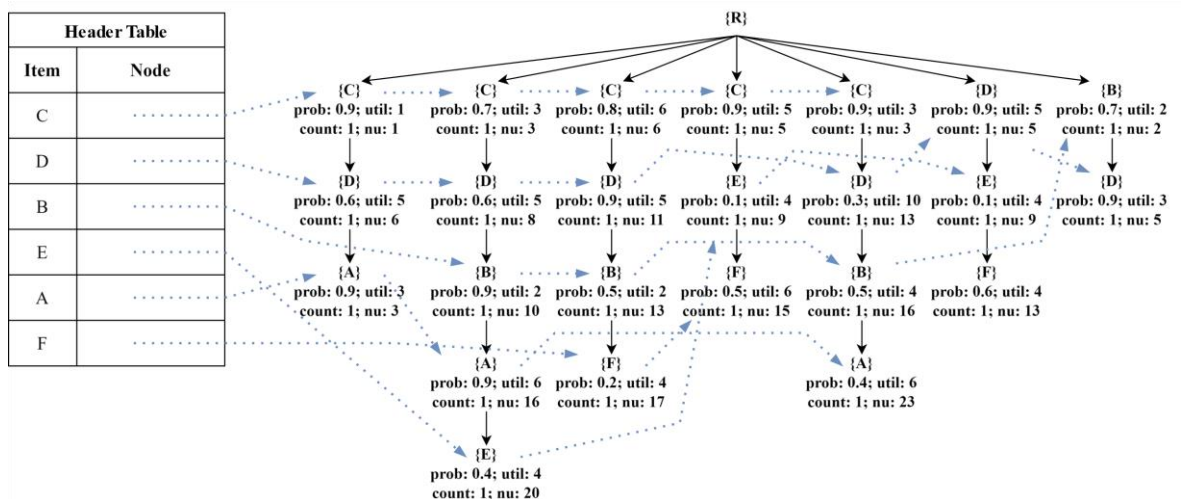 Header Table
Item Node
C
D
B
E
A
F
{R}
{C} {C} {C} {C} {C} {D} {B}
prob: 0.9; util: 1 prob: 0.7; util: 3 prob: 0.8; util: 6 prob: 0.9; util: 5 prob: 0.9; util: 3 prob: 0.9; util: 5 prob: 0.7; util: 2
count: 1; nu: 1 count: 1; nu: 3 count: 1; nu: 6 count: 1; nu: 5 count: 1; nu: 3 count: 1; nu: 5 count: 1; nu: 2
{D} {D} {D} {E} {D} {E} {D}
prob: 0.6; util: 5 prob: 0.6; util: 5 prob: 0.9; util: 5 prob: 0.1; util: 4 prob: 0.3; util: 10 prob: 0.1; util: 4 prob: 0.9; util: 3
count: 1; nu: 6 count: 1; nu: 8 count: 1; nu: 11 count: 1; nu: 9 count: 1; nu: 13 count: 1; nu: 9 count: 1; nu: 5
{A} {B} {B} {F} {B} {F}
prob: 0.9; util: 3 prob: 0.9; util: 2 prob: 0.5; util: 2 prob: 0.5; util: 6 prob: 0.5; util: 4 prob: 0.6; util: 4
count: 1; nu: 3 count: 1; nu: 10 count: 1; nu: 13 count: 1; nu: 15 count: 1; nu: 16 count: 1; nu: 13
{A} {F} {A}
prob: 0.9; util: 6 prob: 0.2; util: 4 prob: 0.4; util: 6
count: 1; nu: 16 count: 1; nu: 17 count: 1; nu: 23
{E}
prob: 0.4; util: 4
count: 1; nu: 20